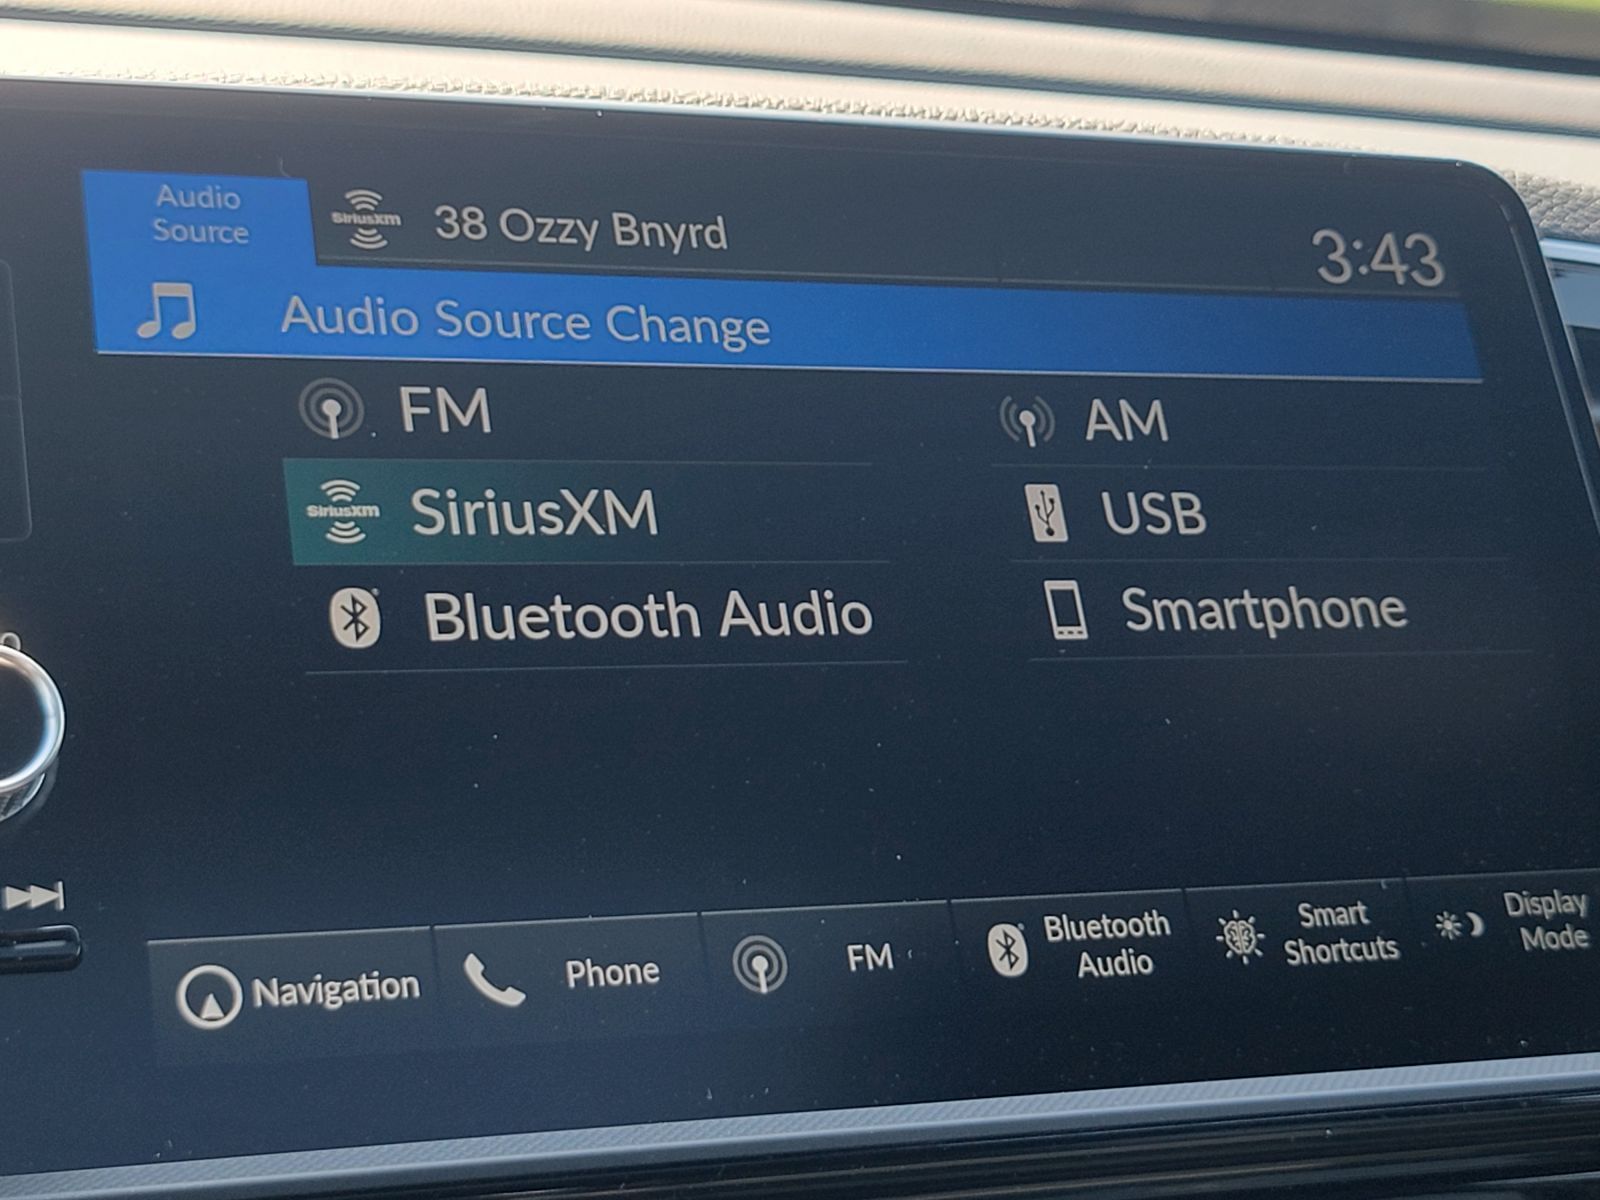 Audio
Source
SiriusXM
38 Ozzy Bnyrd
3:43
Audio Source Change
FM
AM
SiriusXM
SiriusXM
USB
Bluetooth Audio
Smartphone
Navigation
Phone
FM
Bluetooth
Audio
Smart
Shortcuts
Display
Mode